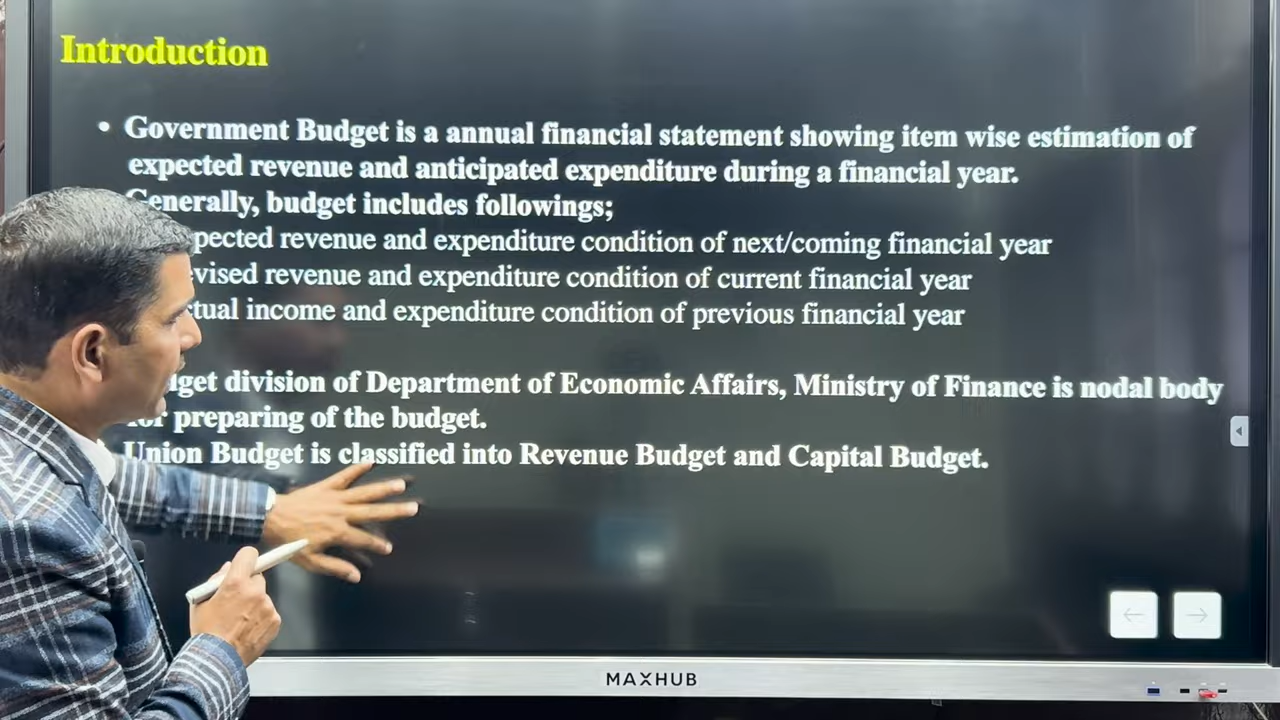 Introduction
• Government Budget is a annual financial statement showing item wise estimation of
expected revenue and anticipated expenditure during a financial year.
Generally, budget includes followings;
pected revenue and expenditure condition of next/coming financial year
vised revenue and expenditure condition of current financial year
tual income and expenditure condition of previous financial year
dget division of Department of Economic Affairs, Ministry of Finance is nodal body
for preparing of the budget.
Union Budget is classified into Revenue Budget and Capital Budget.
MAXHUB